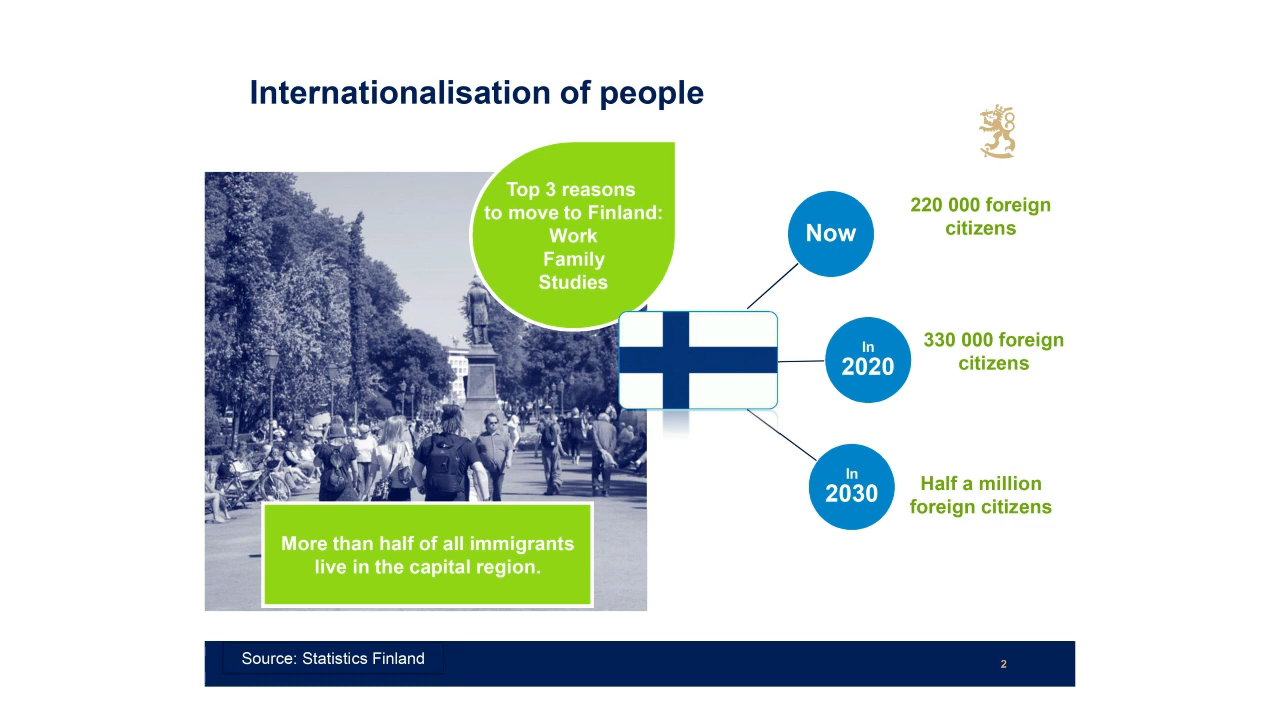 Internationalisation of people
Top 3 reasons
to move to Finland:
Work
Family
Studies
Now
220 000 foreign
citizens
In
2020
330 000 foreign
citizens
In
2030
Half a million
foreign citizens
More than half of all immigrants
live in the capital region.
Source: Statistics Finland
2